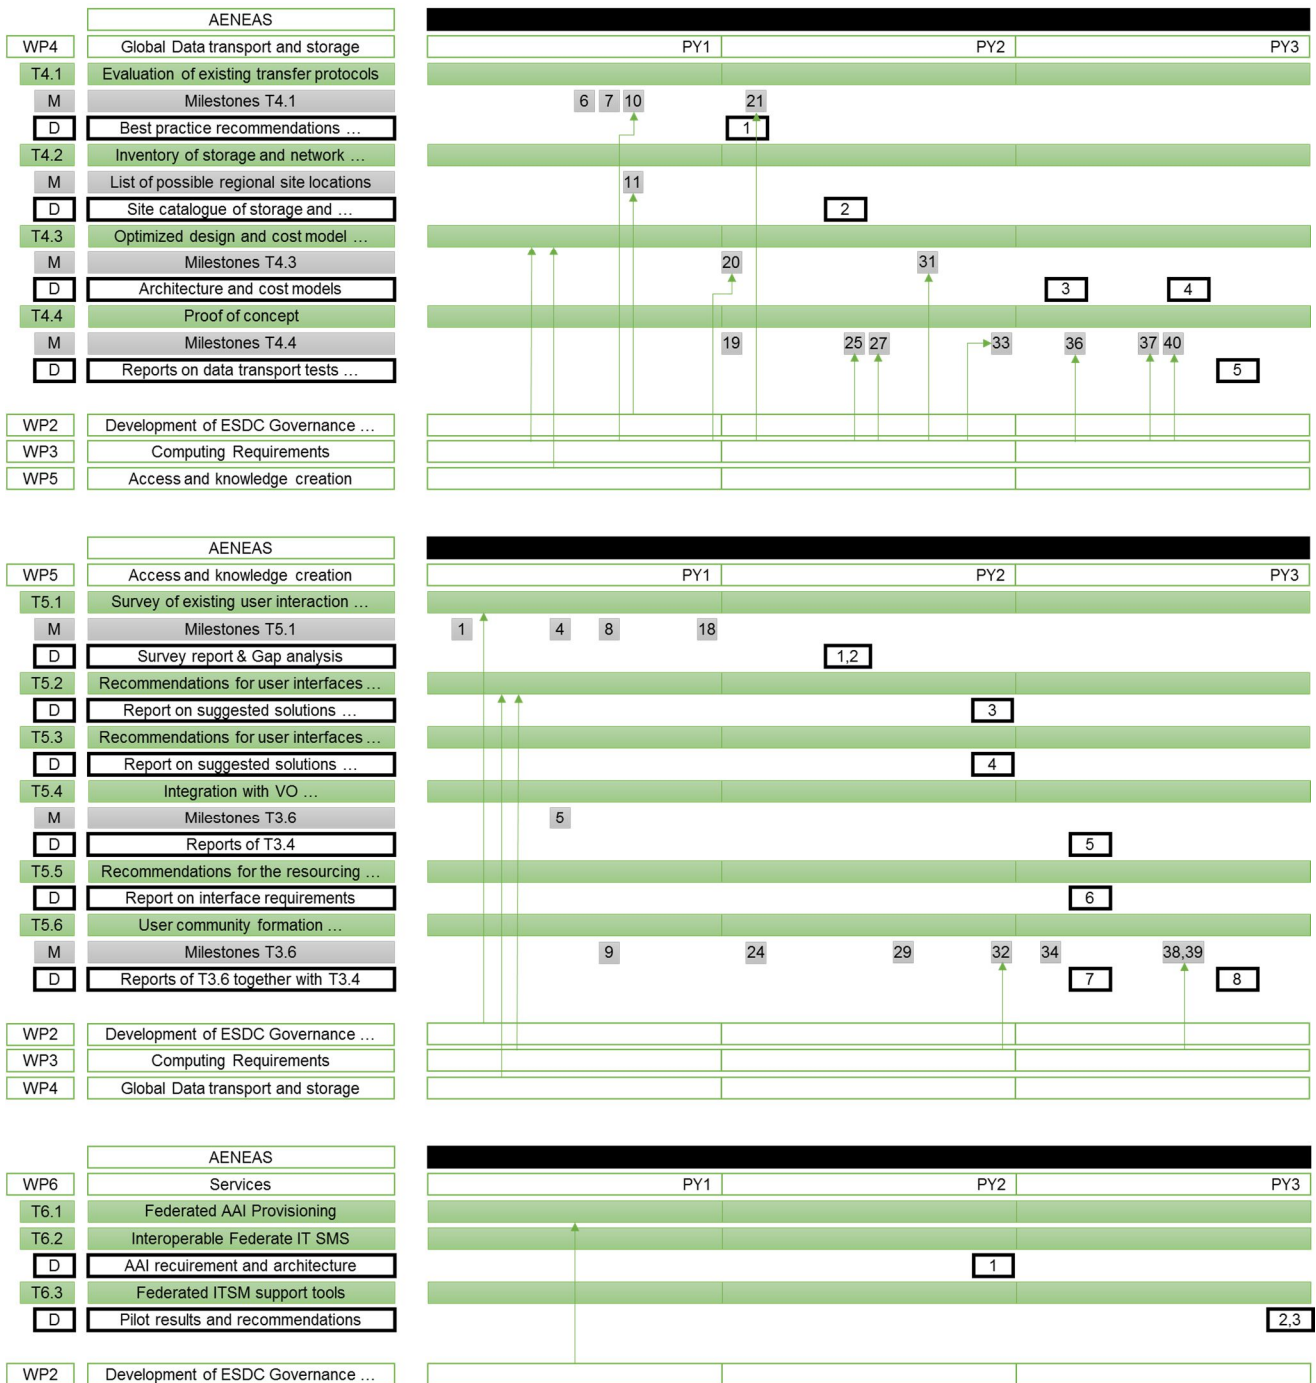 AENEAS
WP4 Global Data transport and storage PY1 PY2 PY3
T4.1 Evaluation of existing transfer protocols
M Milestones T4.1 6 7 10 21
D Best practice recommendations … 1
T4.2 Inventory of storage and network …
M List of possible regional site locations 11
D Site catalogue of storage and … 2
T4.3 Optimized design and cost model …
M Milestones T4.3 20 31
D Architecture and cost models 3 4
T4.4 Proof of concept
M Milestones T4.4 19 25 27 33 36 37 40
D Reports on data transport tests … 5
WP2 Development of ESDC Governance …
WP3 Computing Requirements
WP5 Access and knowledge creation
AENEAS
WP5 Access and knowledge creation PY1 PY2 PY3
T5.1 Survey of existing user interaction …
M Milestones T5.1 1 4 8 18
D Survey report & Gap analysis 1,2
T5.2 Recommendations for user interfaces …
D Report on suggested solutions … 3
T5.3 Recommendations for user interfaces …
D Report on suggested solutions … 4
T5.4 Integration with VO …
M Milestones T3.6 5
D Reports of T3.4 5
T5.5 Recommendations for the resourcing …
D Report on interface requirements 6
T5.6 User community formation …
M Milestones T3.6 9 24 29 32 34 38,39
D Reports of T3.6 together with T3.4 7 8
WP2 Development of ESDC Governance …
WP3 Computing Requirements
WP4 Global Data transport and storage
AENEAS
WP6 Services PY1 PY2 PY3
T6.1 Federated AAI Provisioning
T6.2 Interoperable Federate IT SMS
D AAI recuirement and architecture 1
T6.3 Federated ITSM support tools
D Pilot results and recommendations 2,3
WP2 Development of ESDC Governance …